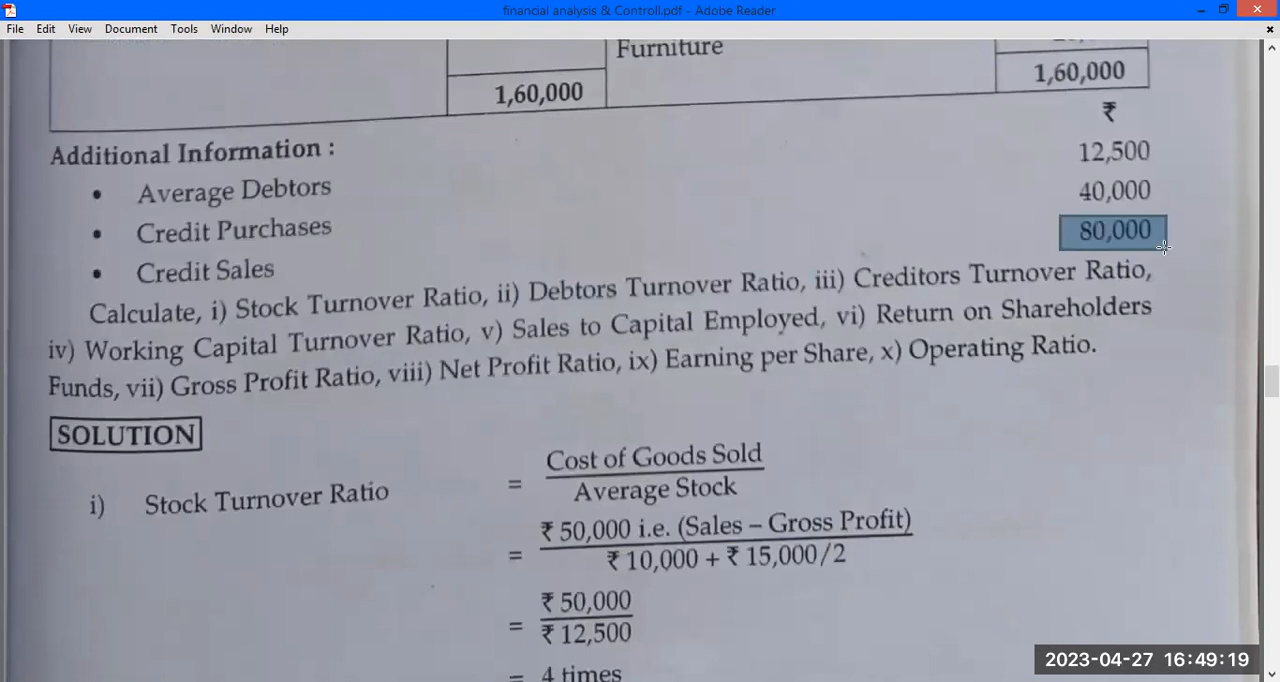 financial analysis & Controll.pdf - Adobe Reader
File Edit View Document Tools Window Help
Furniture
1,60,000 1,60,000
₹
Additional Information :
• Average Debtors 12,500
• Credit Purchases 40,000
• Credit Sales 80,000
Calculate, i) Stock Turnover Ratio, ii) Debtors Turnover Ratio, iii) Creditors Turnover Ratio,
iv) Working Capital Turnover Ratio, v) Sales to Capital Employed, vi) Return on Shareholders
Funds, vii) Gross Profit Ratio, viii) Net Profit Ratio, ix) Earning per Share, x) Operating Ratio.
SOLUTION
i) Stock Turnover Ratio = Cost of Goods Sold
Average Stock
= ₹ 50,000 i.e. (Sales – Gross Profit)
₹ 10,000 + ₹ 15,000/2
= ₹ 50,000
₹ 12,500
= 4 times
2023-04-27 16:49:19